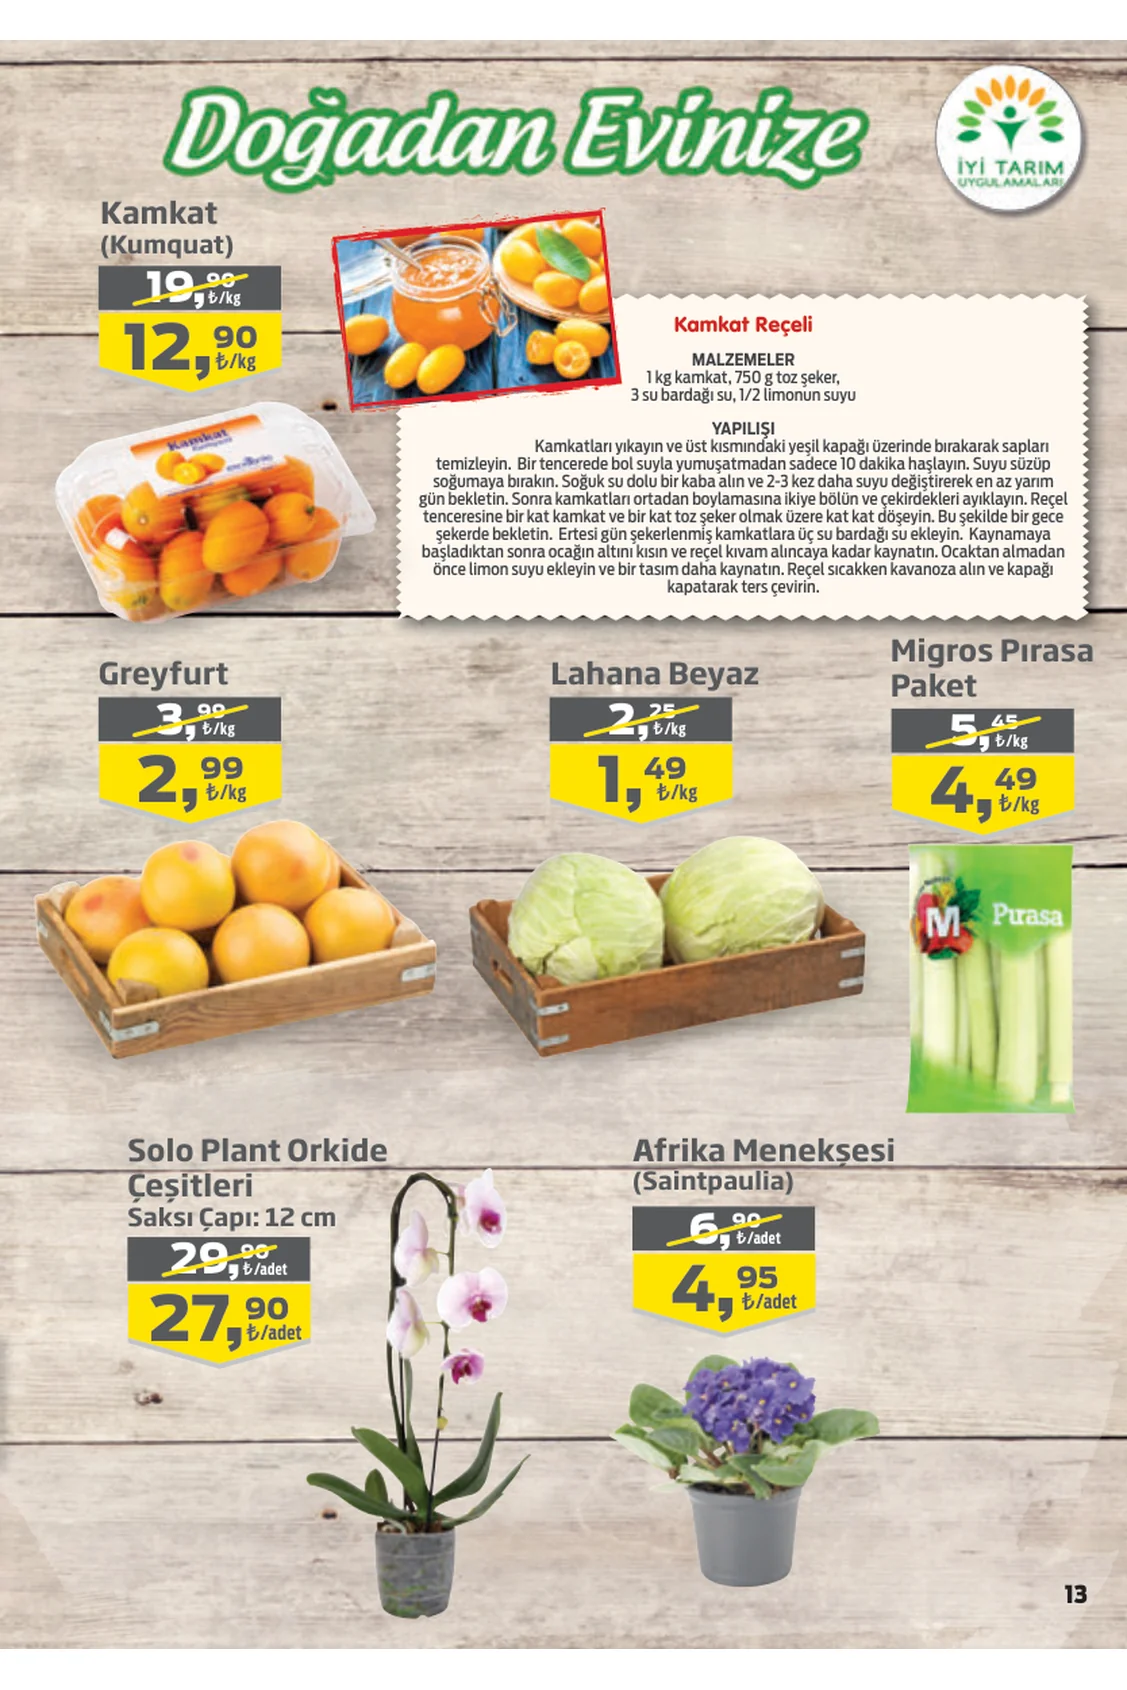 Doğadan Evinize
İYİ TARIM
UYGULAMALARI
Kamkat
(Kumquat)
19,90 ₺/kg
12,90 ₺/kg
Kamkat
Kumquat
Kamkat Reçeli
MALZEMELER
1 kg kamkat, 750 g toz şeker,
3 su bardağı su, 1/2 limonun suyu
YAPILIŞI
Kamkatları yıkayın ve üst kısmındaki yeşil kapağı üzerinde bırakarak sapları
temizleyin. Bir tencerede bol suyla yumuşatmadan sadece 10 dakika haşlayın. Suyu süzüp
soğumaya bırakın. Soğuk su dolu bir kaba alın ve 2-3 kez daha suyu değiştirerek en az yarım
gün bekletin. Sonra kamkatları ortadan boylamasına ikiye bölün ve çekirdekleri ayıklayın. Reçel
tenceresine bir kat kamkat ve bir kat toz şeker olmak üzere kat kat döşeyin. Bu şekilde bir gece
şekerde bekletin. Ertesi gün şekerlenmiş kamkatlara üç su bardağı su ekleyin. Kaynamaya
başladıktan sonra ocağın altını kısın ve reçel kıvam alıncaya kadar kaynatın. Ocaktan almadan
önce limon suyu ekleyin ve bir tasım daha kaynatın. Reçel sıcakken kavanoza alın ve kapağı
kapatarak ters çevirin.
Greyfurt
3,99 ₺/kg
2,99 ₺/kg
Lahana Beyaz
2,25 ₺/kg
1,49 ₺/kg
Migros Pırasa
Paket
5,45 ₺/kg
4,49 ₺/kg
M
Pırasa
Solo Plant Orkide
Çeşitleri
Saksı Çapı: 12 cm
29,90 ₺/adet
27,90 ₺/adet
Afrika Menekşesi
(Saintpaulia)
6,90 ₺/adet
4,95 ₺/adet
13